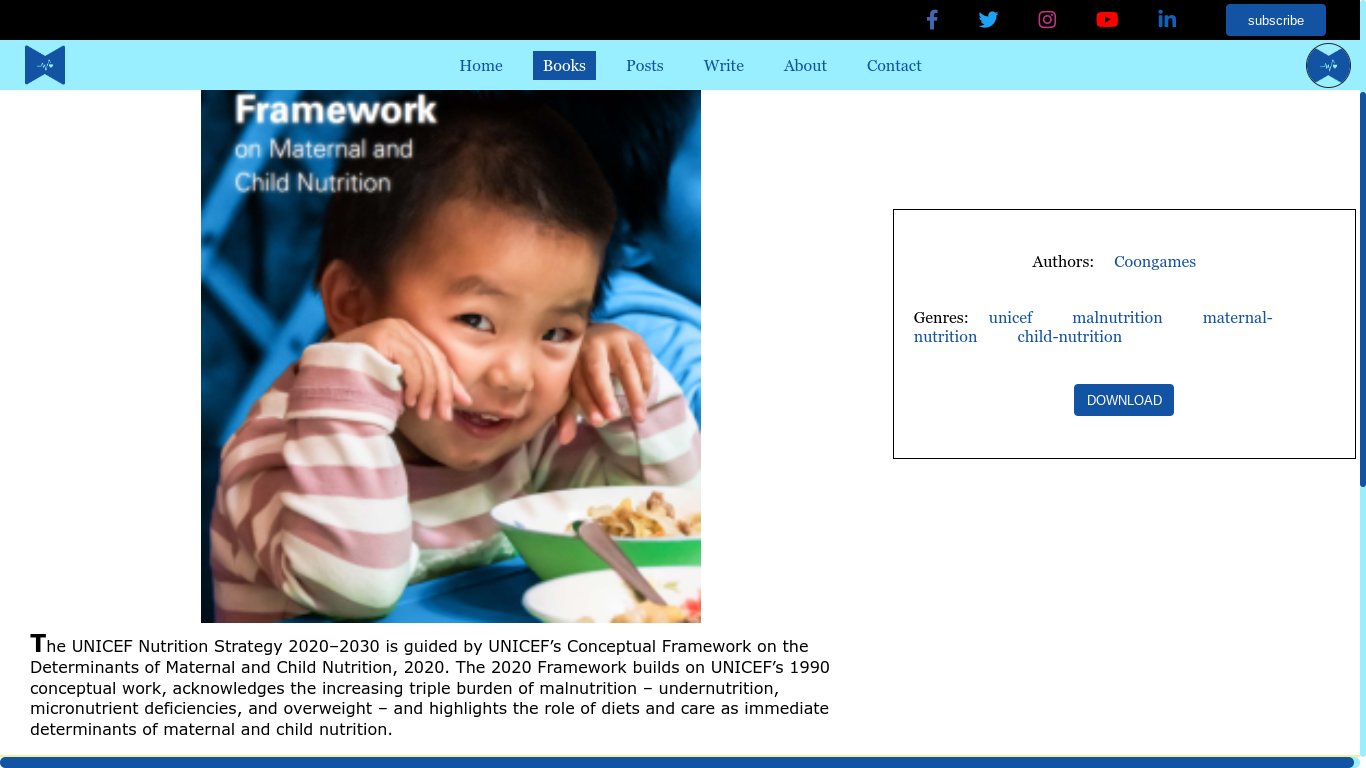 subscribe
Home Books Posts Write About Contact
Framework
on Maternal and
Child Nutrition
Authors: Coongames
Genres: unicef malnutrition maternal-
nutrition child-nutrition
DOWNLOAD
The UNICEF Nutrition Strategy 2020–2030 is guided by UNICEF’s Conceptual Framework on the
Determinants of Maternal and Child Nutrition, 2020. The 2020 Framework builds on UNICEF’s 1990
conceptual work, acknowledges the increasing triple burden of malnutrition – undernutrition,
micronutrient deficiencies, and overweight – and highlights the role of diets and care as immediate
determinants of maternal and child nutrition.